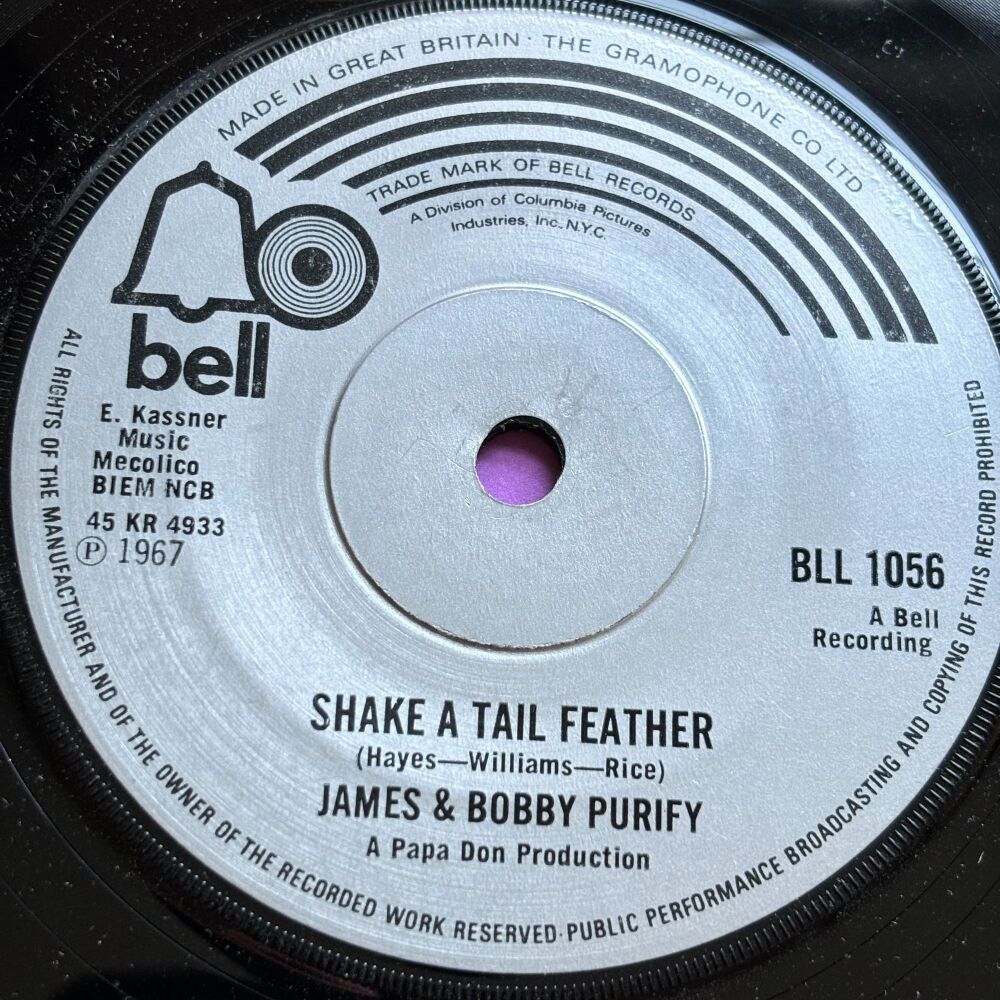 MADE IN GREAT BRITAIN · THE GRAMOPHONE CO LTD
TRADE MARK OF BELL RECORDS
A Division of Columbia Pictures
Industries, Inc., N.Y.C.
bell
E. Kassner
Music
Mecolico
BIEM NCB
45 KR 4933
Ⓟ 1967
BLL 1056
A Bell
Recording
SHAKE A TAIL FEATHER
(Hayes—Williams—Rice)
JAMES & BOBBY PURIFY
A Papa Don Production
ALL RIGHTS OF THE MANUFACTURER AND OF THE OWNER OF THE RECORDED WORK RESERVED·PUBLIC PERFORMANCE BROADCASTING AND COPYING OF THIS RECORD PROHIBITED